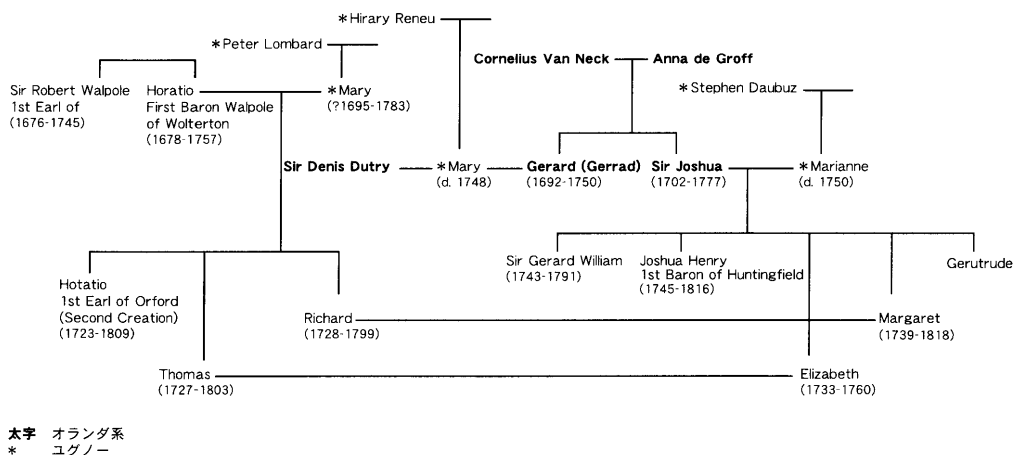 *Hirary Reneu
*Peter Lombard
Cornelius Van Neck
Anna de Groff
*Stephen Daubuz
Sir Robert Walpole
1st Earl of
(1676-1745)
Horatio
First Baron Walpole
of Wolterton
(1678-1757)
*Mary
(?1695-1783)
Sir Denis Dutry
*Mary
(d. 1748)
Gerard (Gerrad)
(1692-1750)
Sir Joshua
(1702-1777)
*Marianne
(d. 1750)
Hotatio
1st Earl of Orford
(Second Creation)
(1723-1809)
Sir Gerard William
(1743-1791)
Joshua Henry
1st Baron of Huntingfield
(1745-1816)
Gerutrude
Richard
(1728-1799)
Margaret
(1739-1818)
Thomas
(1727-1803)
Elizabeth
(1733-1760)
太字 オランダ系
* ユグノー